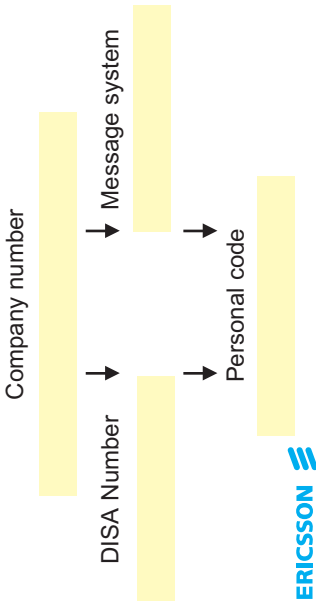 Company number
DISA Number
Message system
Personal code
ERICSSON